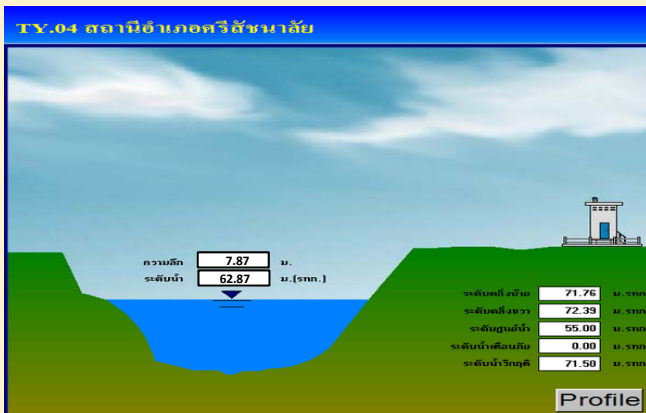 TY.04 สถานีอำเภอศรีสัชนาลัย
ความลึก 7.87 ม.
ระดับน้ำ 62.87 ม.(รทก.)
ระดับตลิ่งซ้าย 71.76 ม.รทก
ระดับตลิ่งขวา 72.39 ม.รทก
ระดับศูนย์น้ำ 55.00 ม.รทก
ระดับน้ำเตือนภัย 0.00 ม.รทก
ระดับน้ำวิกฤติ 71.50 ม.รทก
Profile